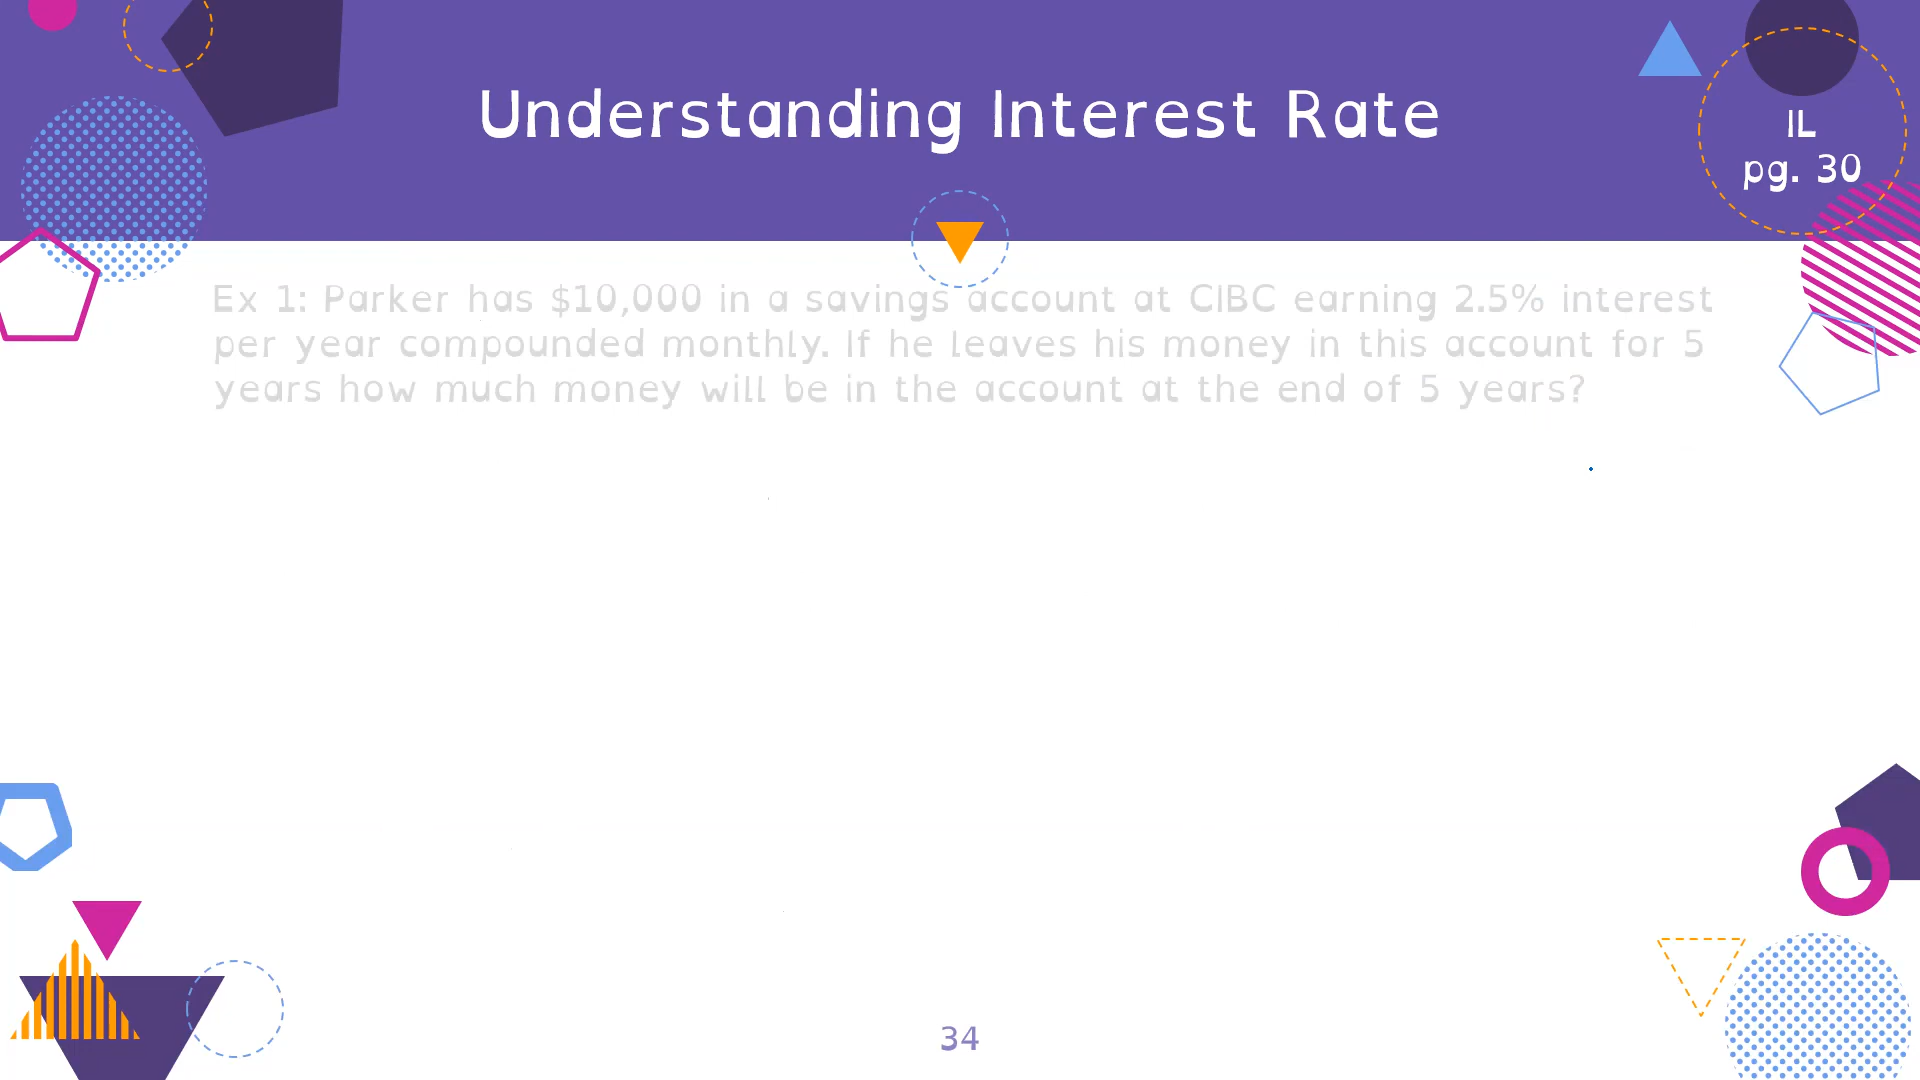 Understanding Interest Rate
IL
pg. 30
Ex 1: Parker has $10,000 in a savings account at CIBC earning 2.5% interest
per year compounded monthly. If he leaves his money in this account for 5
years how much money will be in the account at the end of 5 years?
34